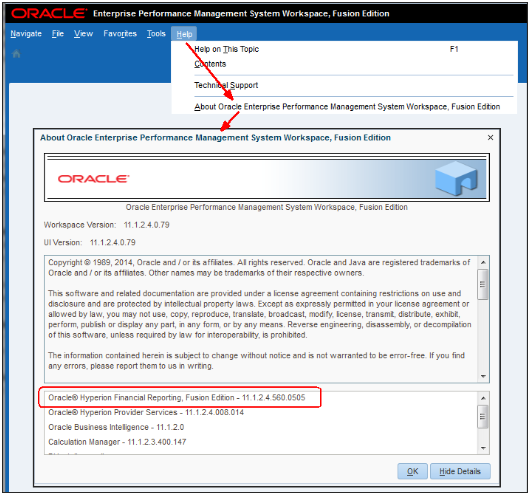 ORACLE® Enterprise Performance Management System Workspace, Fusion Edition
Navigate File View Favorites Tools Help
Help on This Topic F1
Contents
Technical Support
About Oracle Enterprise Performance Management System Workspace, Fusion Edition
About Oracle Enterprise Performance Management System Workspace, Fusion Edition
ORACLE®
Oracle Enterprise Performance Management System Workspace, Fusion Edition
Workspace Version: 11.1.2.4.0.79
UI Version: 11.1.2.4.0.79
Copyright © 1989, 2014, Oracle and / or its affiliates. All rights reserved. Oracle and Java are registered trademarks of
Oracle and / or its affiliates. Other names may be trademarks of their respective owners.
This software and related documentation are provided under a license agreement containing restrictions on use and
disclosure and are protected by intellectual property laws. Except as expressly permitted in your license agreement or
allowed by law, you may not use, copy, reproduce, translate, broadcast, modify, license, transmit, distribute, exhibit,
perform, publish or display any part, in any form, or by any means. Reverse engineering, disassembly, or decompilation
of this software, unless required by law for interoperability, is prohibited.
The information contained herein is subject to change without notice and is not warranted to be error-free. If you find
any errors, please report them to us in writing.
Oracle® Hyperion Financial Reporting, Fusion Edition - 11.1.2.4.560.0505
Oracle® Hyperion Provider Services - 11.1.2.4.008.014
Oracle Business Intelligence - 11.1.2.0
Calculation Manager - 11.1.2.3.400.147
OK Hide Details